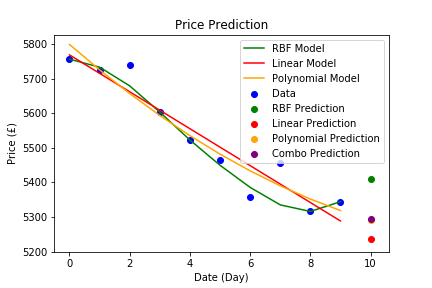 Price Prediction
5800
5700
5600
5500
5400
5300
5200
Price (£)
RBF Model
Linear Model
Polynomial Model
Data
RBF Prediction
Linear Prediction
Polynomial Prediction
Combo Prediction
0 2 4 6 8 10
Date (Day)